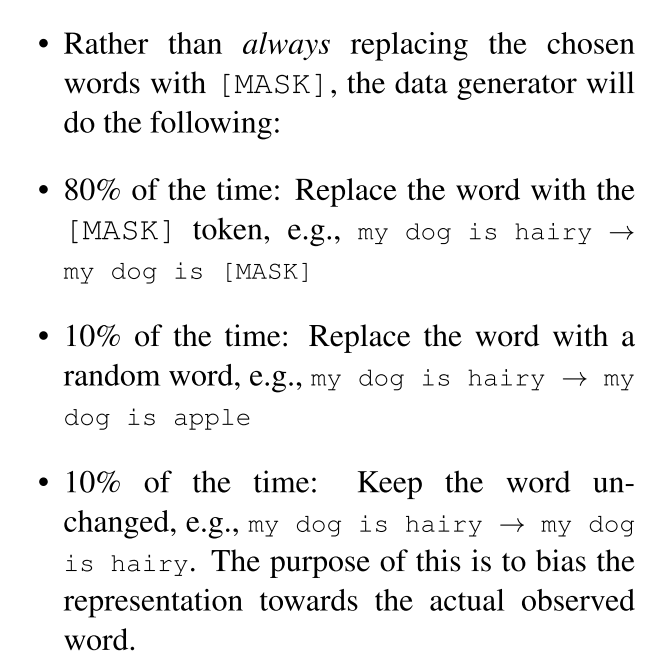 • Rather than always replacing the chosen
words with [MASK], the data generator will
do the following:
• 80% of the time: Replace the word with the
[MASK] token, e.g., my dog is hairy →
my dog is [MASK]
• 10% of the time: Replace the word with a
random word, e.g., my dog is hairy → my
dog is apple
• 10% of the time: Keep the word un-
changed, e.g., my dog is hairy → my dog
is hairy. The purpose of this is to bias the
representation towards the actual observed
word.